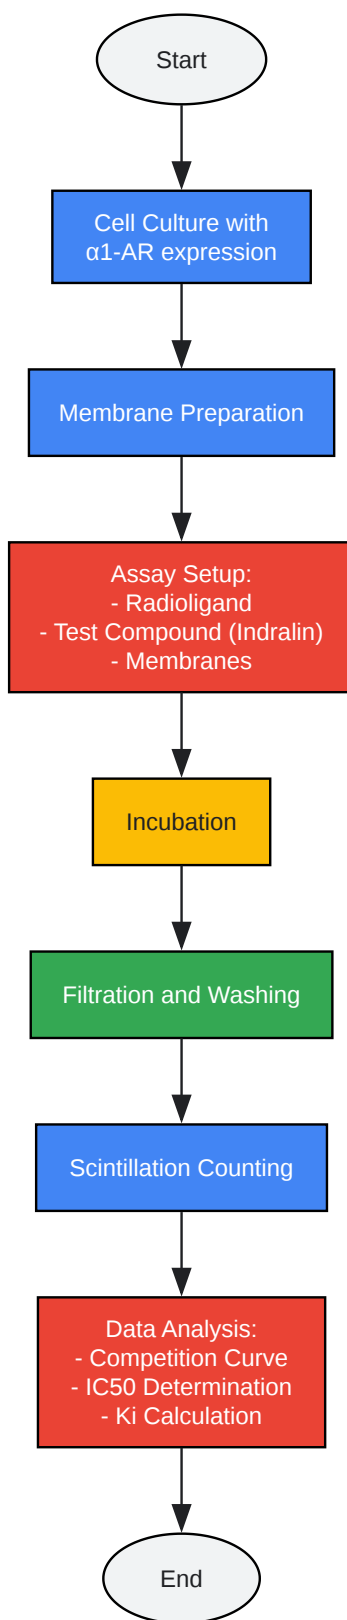 Start
Cell Culture with
α1-AR expression
Membrane Preparation
Assay Setup:
- Radioligand
- Test Compound (Indralin)
- Membranes
Incubation
Filtration and Washing
Scintillation Counting
Data Analysis:
- Competition Curve
- IC50 Determination
- Ki Calculation
End